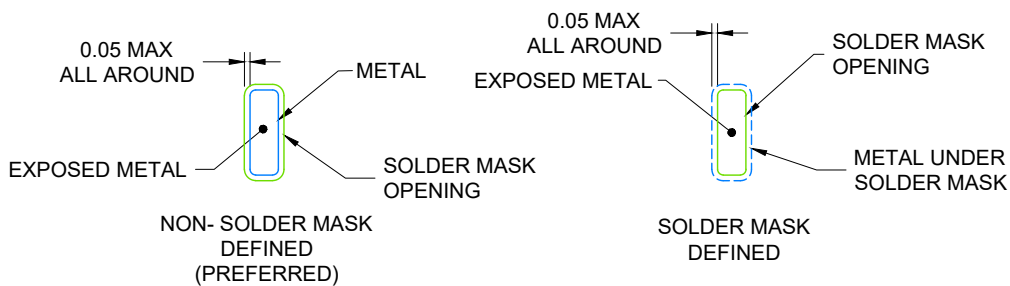 0.05 MAX
ALL AROUND
METAL
EXPOSED METAL
SOLDER MASK
OPENING
NON- SOLDER MASK
DEFINED
(PREFERRED)
0.05 MAX
ALL AROUND
EXPOSED METAL
SOLDER MASK
OPENING
METAL UNDER
SOLDER MASK
SOLDER MASK
DEFINED